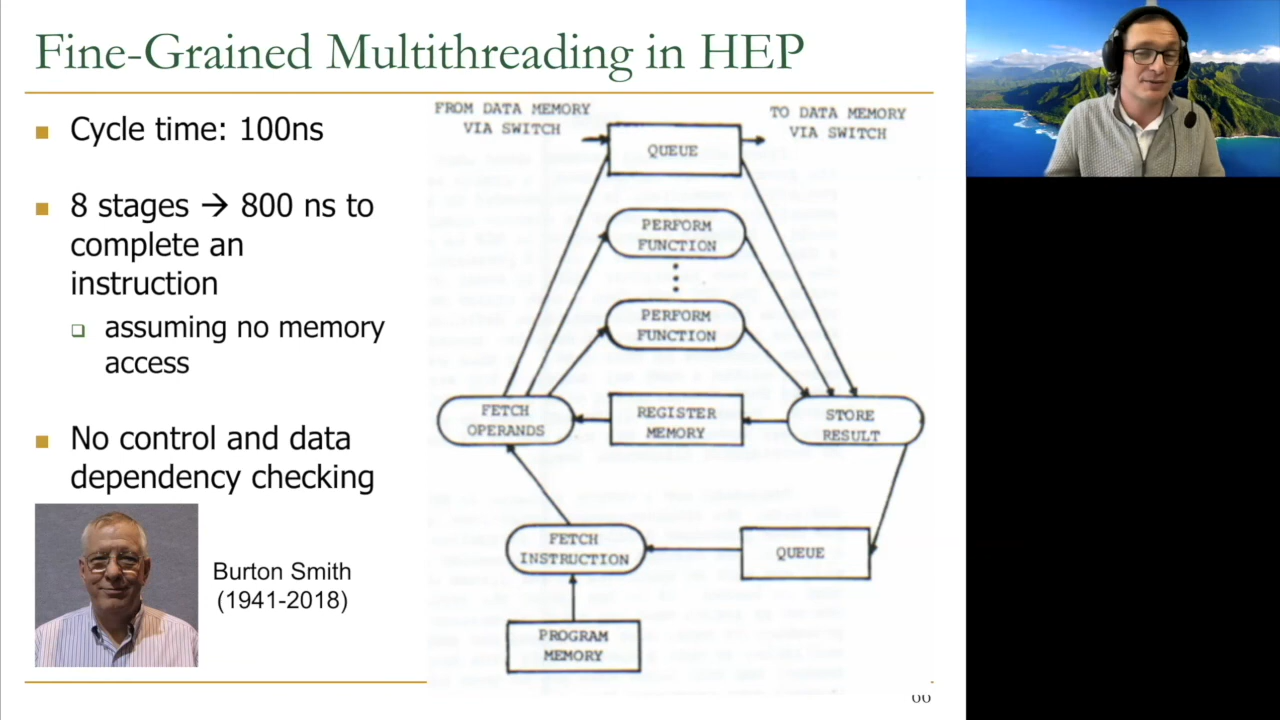 Fine-Grained Multithreading in HEP
Cycle time: 100ns
8 stages → 800 ns to
complete an
instruction
assuming no memory
access
No control and data
dependency checking
Burton Smith
(1941-2018)
FROM DATA MEMORY
VIA SWITCH
TO DATA MEMORY
VIA SWITCH
QUEUE
PERFORM
FUNCTION
PERFORM
FUNCTION
FETCH
OPERANDS
REGISTER
MEMORY
STORE
RESULT
FETCH
INSTRUCTION
QUEUE
PROGRAM
MEMORY